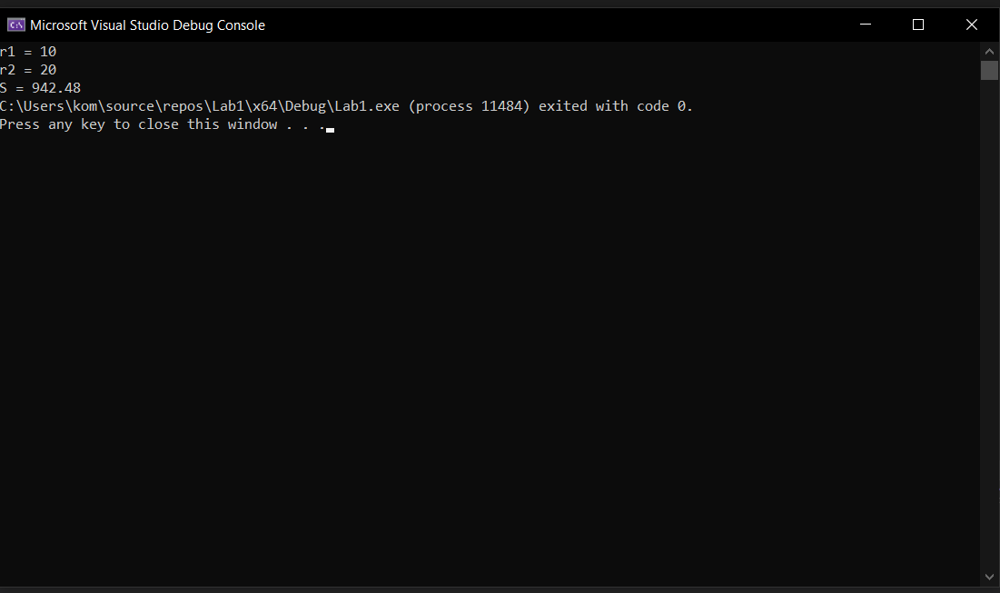 Microsoft Visual Studio Debug Console
r1 = 10
r2 = 20
S = 942.48
C:\Users\kom\source\repos\Lab1\x64\Debug\Lab1.exe (process 11484) exited with code 0.
Press any key to close this window . . .